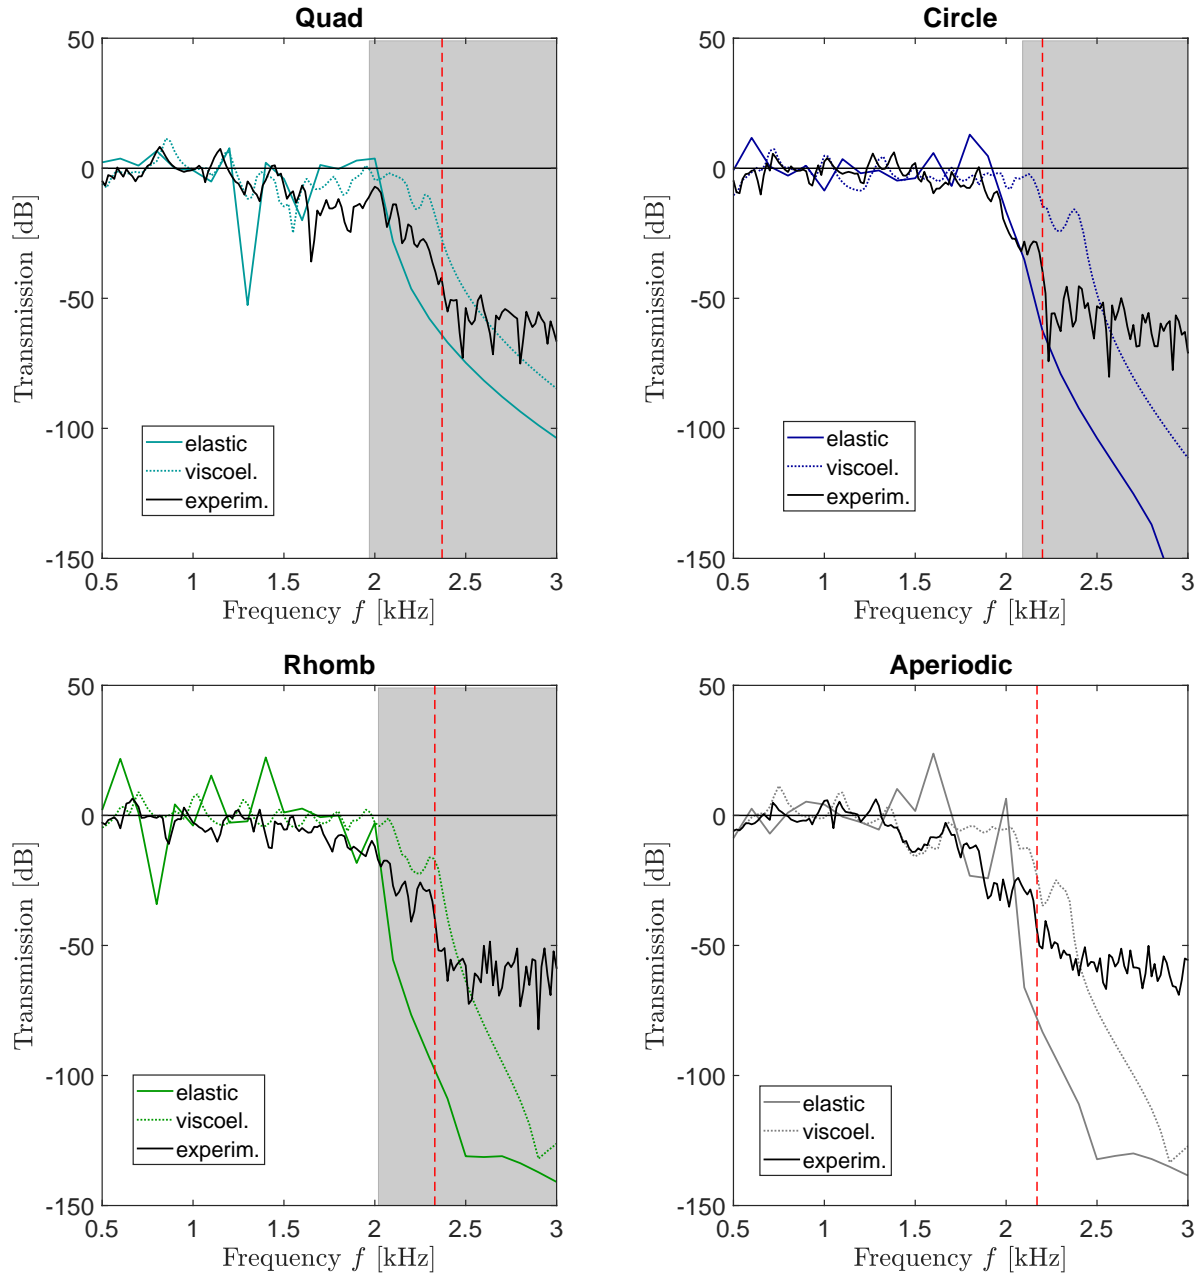 Quad
50
0
-50
-100
-150
Transmission [dB]
elastic
viscoel.
experim.
0.5 1 1.5 2 2.5 3
Frequency f [kHz]
Circle
50
0
-50
-100
-150
Transmission [dB]
elastic
viscoel.
experim.
0.5 1 1.5 2 2.5 3
Frequency f [kHz]
Rhomb
50
0
-50
-100
-150
Transmission [dB]
elastic
viscoel.
experim.
0.5 1 1.5 2 2.5 3
Frequency f [kHz]
Aperiodic
50
0
-50
-100
-150
Transmission [dB]
elastic
viscoel.
experim.
0.5 1 1.5 2 2.5 3
Frequency f [kHz]